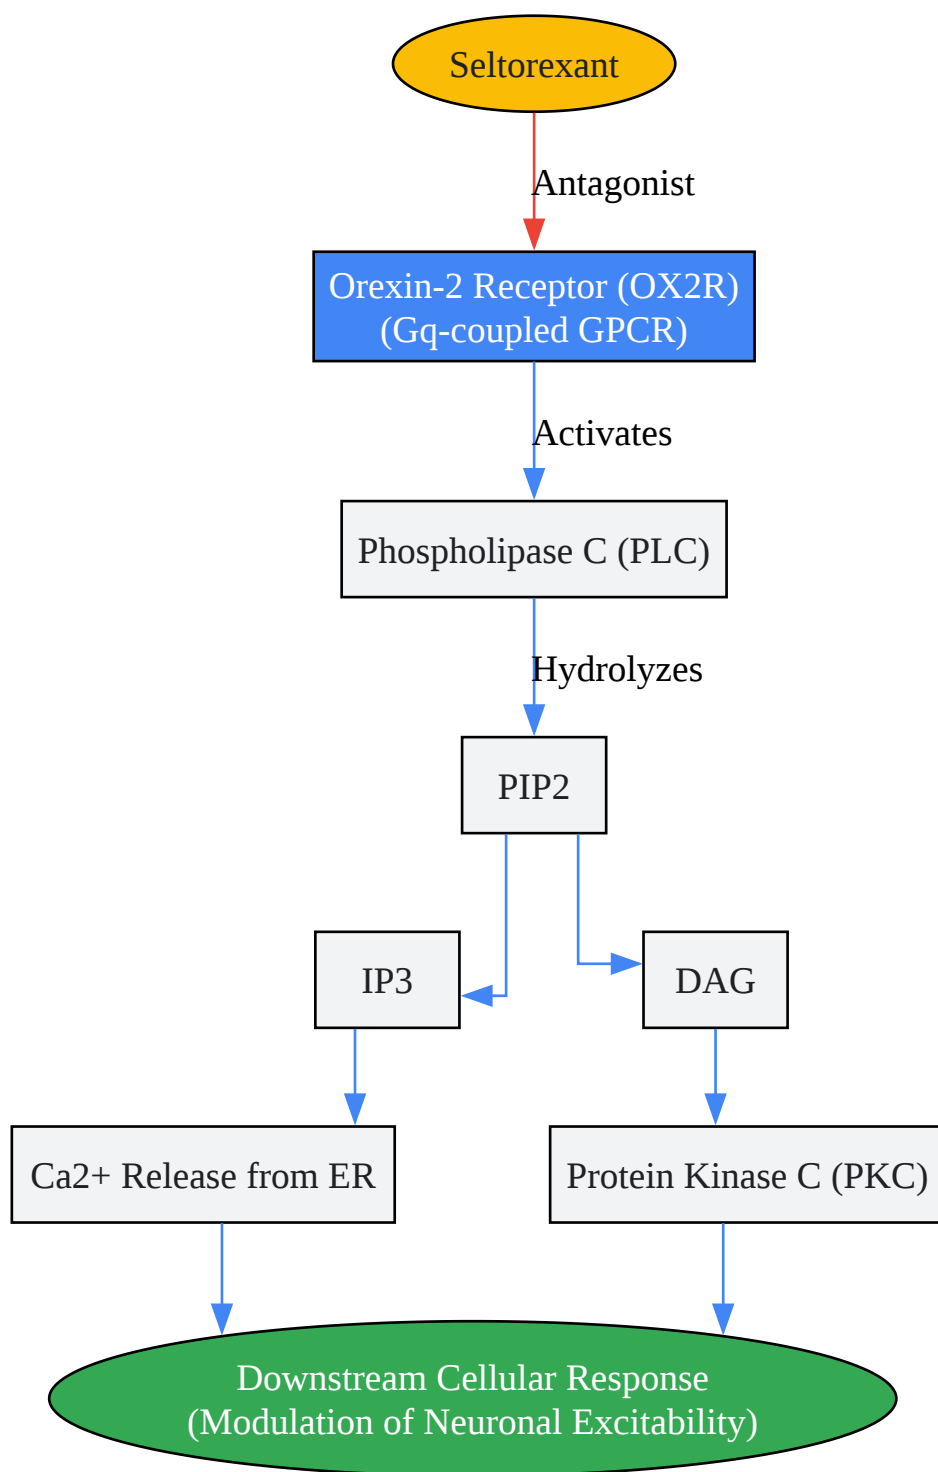 Seltorexant
Antagonist
Orexin-2 Receptor (OX2R)
(Gq-coupled GPCR)
Activates
Phospholipase C (PLC)
Hydrolyzes
PIP2
IP3
DAG
Ca2+ Release from ER
Protein Kinase C (PKC)
Downstream Cellular Response
(Modulation of Neuronal Excitability)